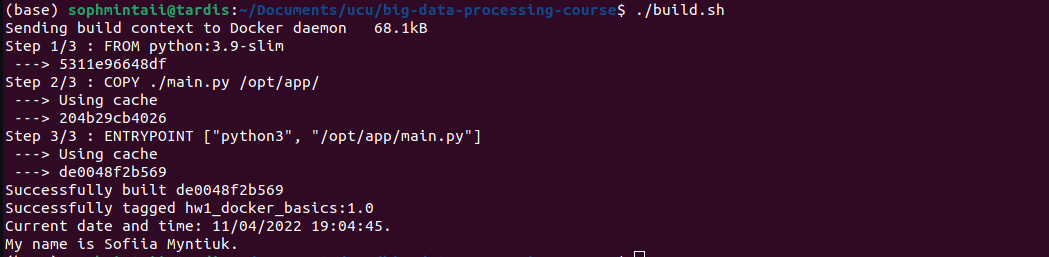 (base) sophmintaii@tardis:~/Documents/ucu/big-data-processing-course$ ./build.sh
Sending build context to Docker daemon   68.1kB
Step 1/3 : FROM python:3.9-slim
 ---> 5311e96648df
Step 2/3 : COPY ./main.py /opt/app/
 ---> Using cache
 ---> 204b29cb4026
Step 3/3 : ENTRYPOINT ["python3", "/opt/app/main.py"]
 ---> Using cache
 ---> de0048f2b569
Successfully built de0048f2b569
Successfully tagged hw1_docker_basics:1.0
Current date and time: 11/04/2022 19:04:45.
My name is Sofiia Myntiuk.